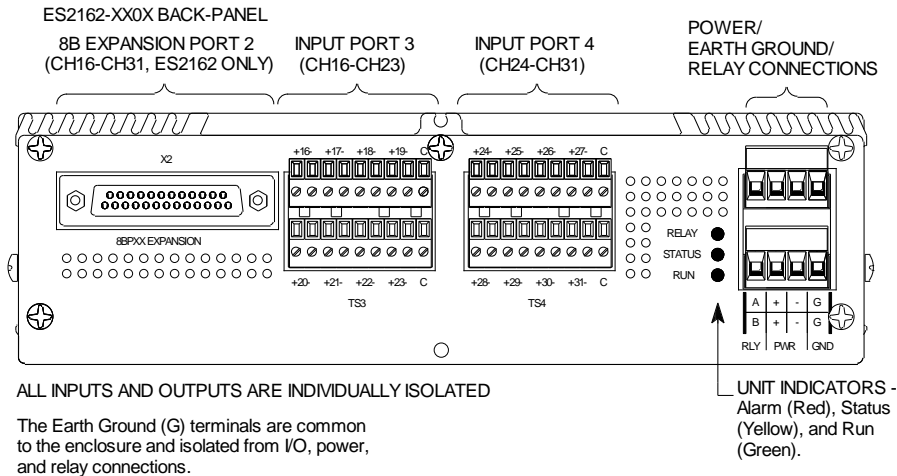 ES2162-XX0X BACK-PANEL
8B EXPANSION PORT 2
(CH16-CH31, ES2162 ONLY)
INPUT PORT 3
(CH16-CH23)
INPUT PORT 4
(CH24-CH31)
POWER/
EARTH GROUND/
RELAY CONNECTIONS
X2
8BPXX EXPANSION
+16- +17- +18- +19- C
+20- +21- +22- +23- C
TS3
+24- +25- +26- +27- C
+28- +29- +30- +31- C
TS4
RELAY
STATUS
RUN
A + - G
B + - G
RLY PWR GND
ALL INPUTS AND OUTPUTS ARE INDIVIDUALLY ISOLATED
The Earth Ground (G) terminals are common
to the enclosure and isolated from I/O, power,
and relay connections.
UNIT INDICATORS -
Alarm (Red), Status
(Yellow), and Run
(Green).